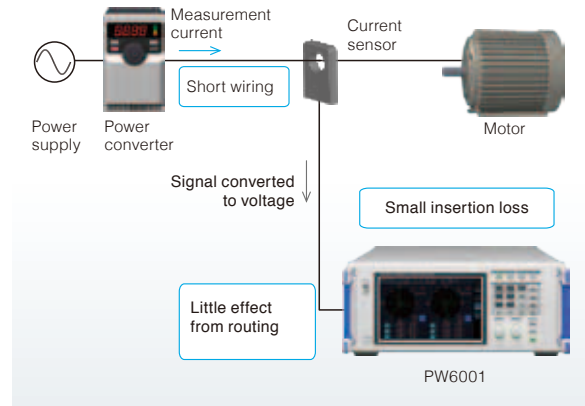 Measurement
current
Current
sensor
Short wiring
Power
supply
Power
converter
Motor
Signal converted
to voltage
Small insertion loss
Little effect
from routing
PW6001